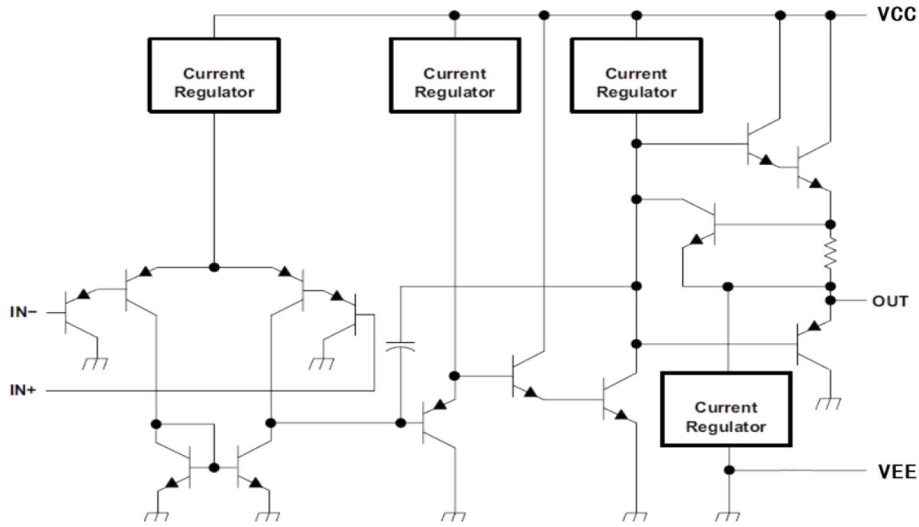 VCC
Current
Regulator
Current
Regulator
Current
Regulator
IN−
OUT
IN+
Current
Regulator
VEE